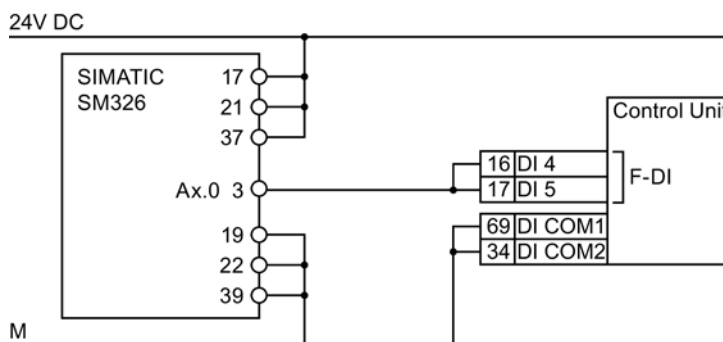 24V DC
SIMATIC
SM326
17
21
37
Ax.0 3
19
22
39
M
Control Unit
16 DI 4
17 DI 5
F-DI
69 DI COM1
34 DI COM2